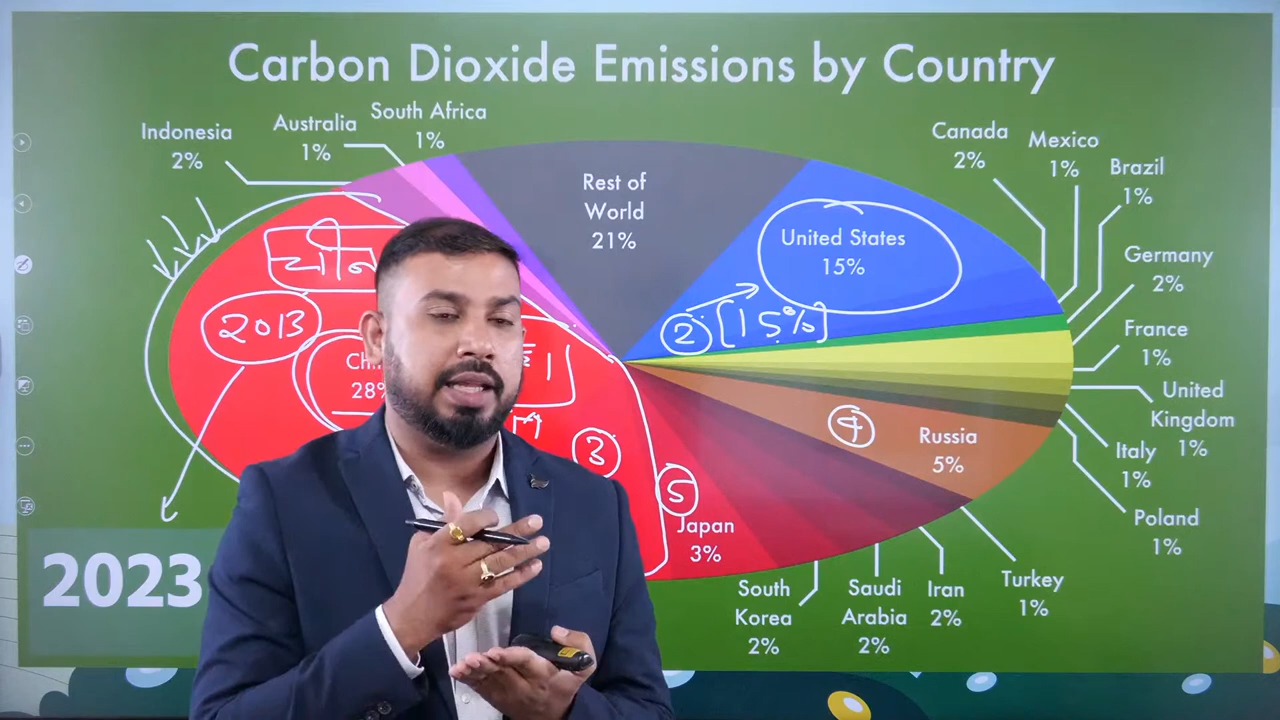 Carbon Dioxide Emissions by Country
South Africa
1%
Australia
1%
Indonesia
2%
Rest of
World
21%
United States
15%
Canada
2%
Mexico
1%
Brazil
1%
Germany
2%
France
1%
United
Kingdom
1%
Italy
1%
Poland
1%
Russia
5%
Turkey
1%
Iran
2%
Saudi
Arabia
2%
South
Korea
2%
Japan
3%
28%
चीन
2013
1
2 [15%]
3
4
5
2023